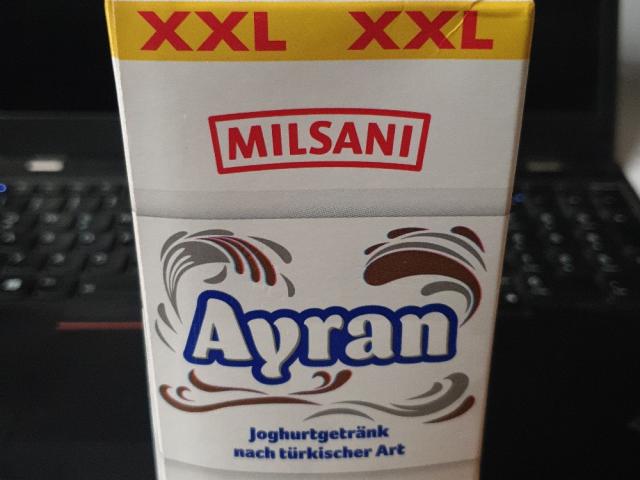 XXL XXL
MILSANI
Ayran
Joghurtgetränk
nach türkischer Art